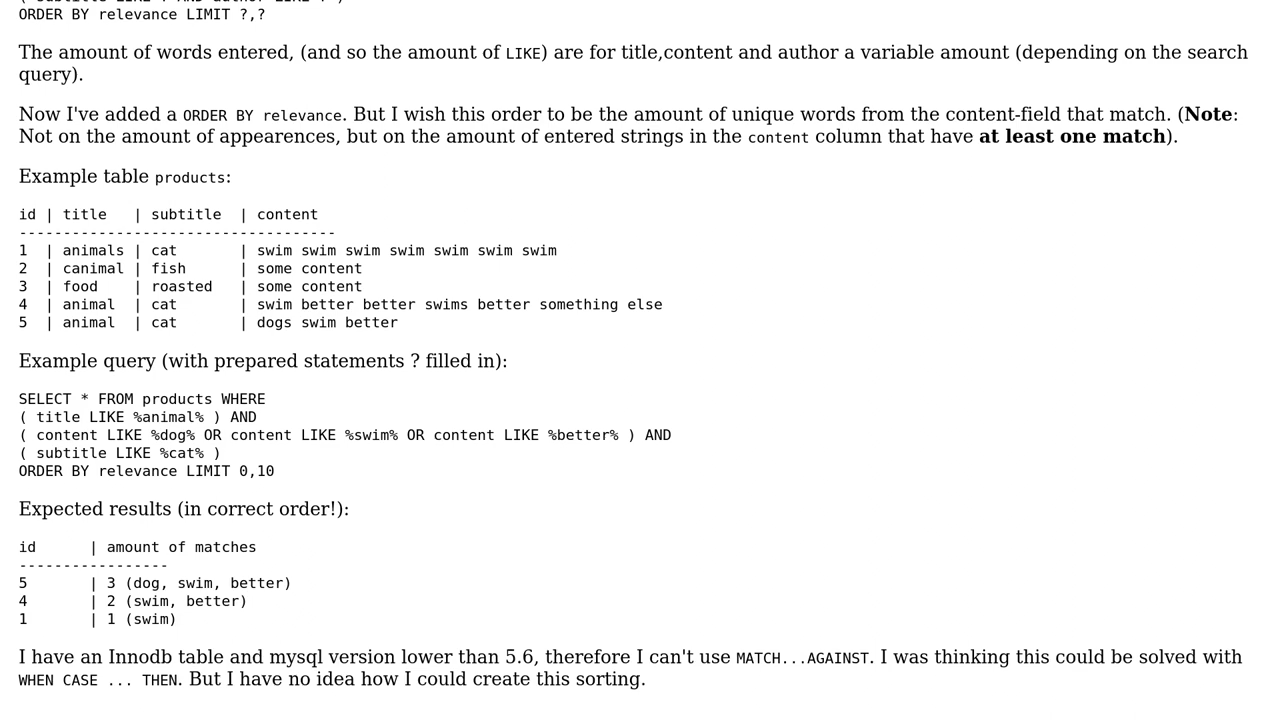 ORDER BY relevance LIMIT ?,?
The amount of words entered, (and so the amount of LIKE) are for title,content and author a variable amount (depending on the search
query).
Now I've added a ORDER BY relevance. But I wish this order to be the amount of unique words from the content-field that match. (Note:
Not on the amount of appearences, but on the amount of entered strings in the content column that have at least one match).
Example table products:
id | title   | subtitle  | content
------------------------------------
1  | animals | cat       | swim swim swim swim swim swim swim
2  | canimal | fish      | some content
3  | food    | roasted   | some content
4  | animal  | cat       | swim better better swims better something else
5  | animal  | cat       | dogs swim better
Example query (with prepared statements ? filled in):
SELECT * FROM products WHERE
( title LIKE %animal% ) AND
( content LIKE %dog% OR content LIKE %swim% OR content LIKE %better% ) AND
( subtitle LIKE %cat% )
ORDER BY relevance LIMIT 0,10
Expected results (in correct order!):
id      | amount of matches
-----------------
5       | 3 (dog, swim, better)
4       | 2 (swim, better)
1       | 1 (swim)
I have an Innodb table and mysql version lower than 5.6, therefore I can't use MATCH...AGAINST. I was thinking this could be solved with
WHEN CASE ... THEN. But I have no idea how I could create this sorting.